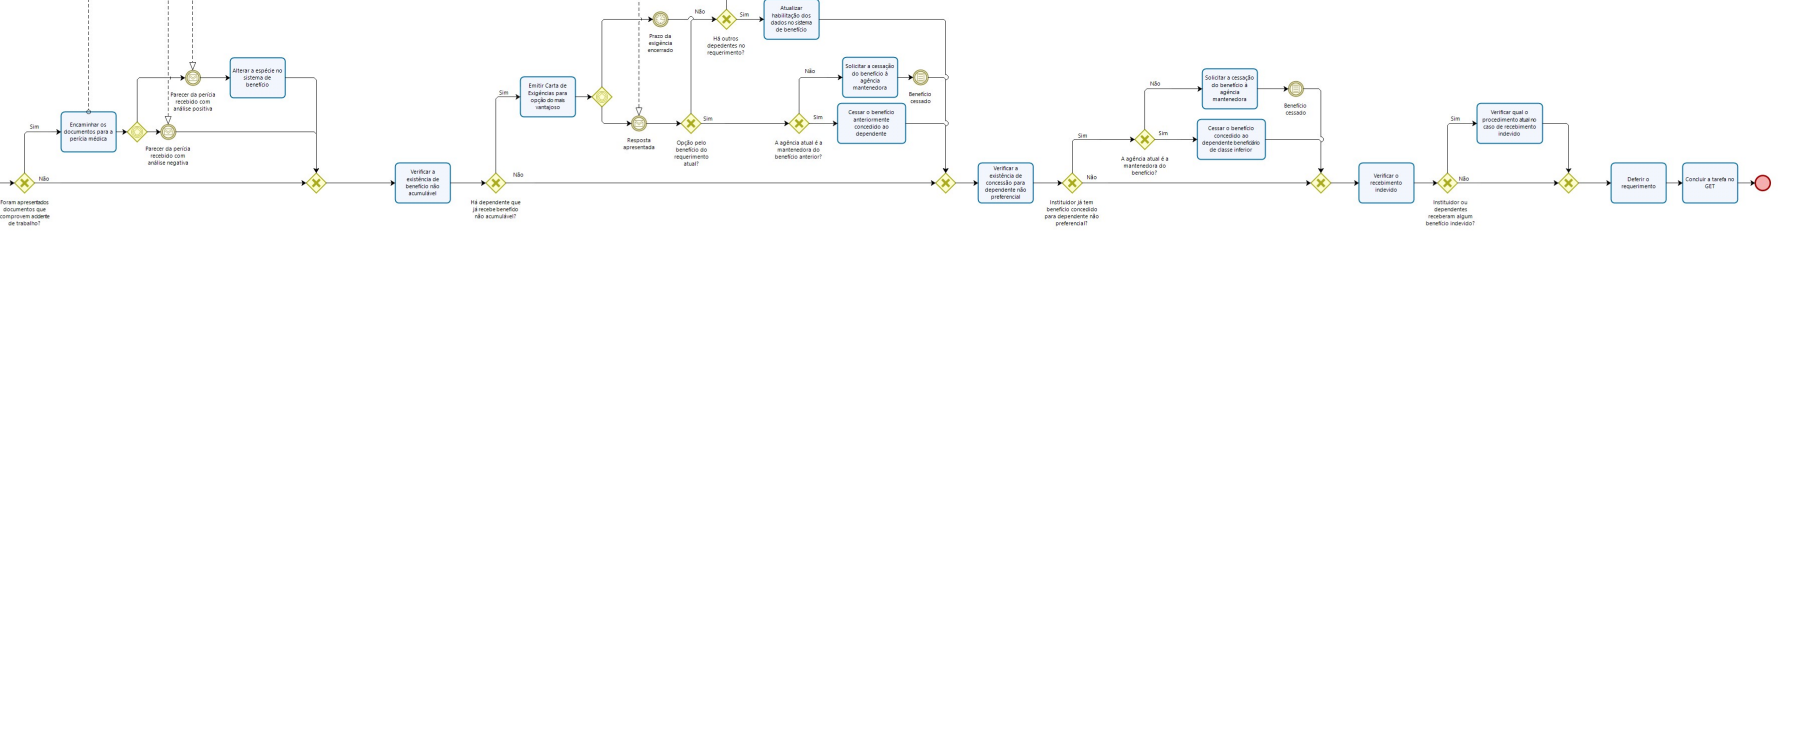 Não
Sim
Atualizar
habilitação dos
dados no sistema
de benefício
Prazo da
exigência
encerrado
Há outros
depedentes no
requerimento?
Alterar a espécie no
sistema de
benefício
Parecer da perícia
recebido com
análise positiva
Sim
Encaminhar os
documentos para a
perícia médica
Parecer da perícia
recebido com
análise negativa
Não
Foram apresentados
documentos que
comprovem acidente
de trabalho?
Verificar a
existência de
benefício não
acumulável
Não
Há dependente que
já recebe benefício
não acumulável?
Sim
Emitir Carta de
Exigências para
opção do mais
vantajoso
Resposta
apresentada
Sim
Opção pelo
benefício do
requerimento
atual?
Não
Solicitar a cessação
do benefício à
agência
mantenedora
Benefício
cessado
Sim
Cessar o benefício
anteriormente
concedido ao
dependente
A agência atual é a
mantenedora do
benefício anterior?
Verificar a
existência de
concessão para
dependente não
preferencial
Sim
Não
Instituidor já tem
benefício concedido
para dependente não
preferencial?
Não
Solicitar a cessação
do benefício à
agência
mantenedora
Benefício
cessado
Sim
Cessar o benefício
concedido ao
dependente beneficiário
de classe inferior
A agência atual é a
mantenedora do
benefício?
Verificar o
recebimento
indevido
Sim
Verificar qual o
procedimento atual no
caso de recebimento
indevido
Não
Instituidor ou
dependentes
receberam algum
benefício indevido?
Deferir o
requerimento
Concluir a tarefa no
GET